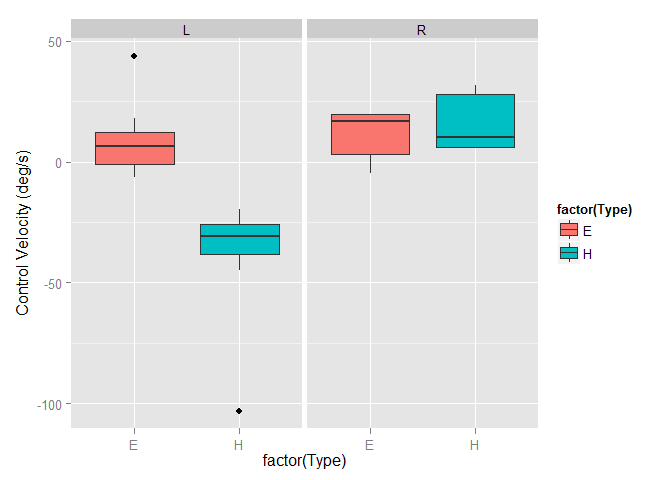 L
R
Control Velocity (deg/s)
50
0
-50
-100
E
H
E
H
factor(Type)
factor(Type)
E
H